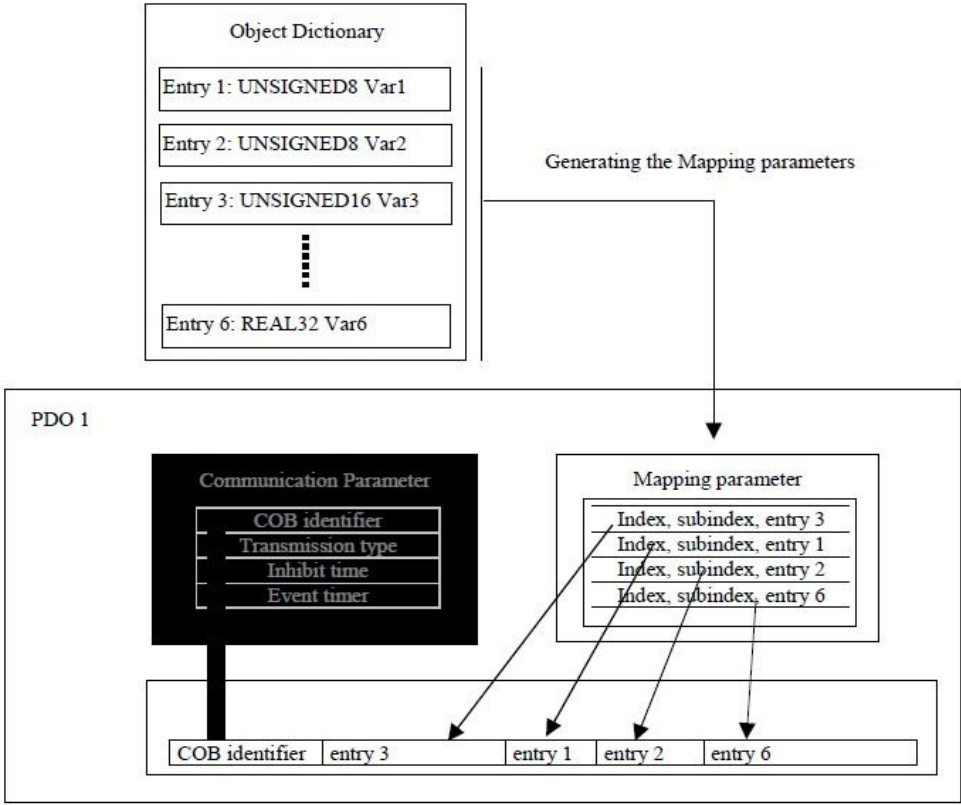 Object Dictionary
Entry 1: UNSIGNED8 Var1
Entry 2: UNSIGNED8 Var2
Entry 3: UNSIGNED16 Var3
Entry 6: REAL32 Var6
Generating the Mapping parameters
PDO 1
Communication Parameter
COB identifier
Transmission type
Inhibit time
Event timer
Mapping parameter
Index, subindex, entry 3
Index, subindex, entry 1
Index, subindex, entry 2
Index, subindex, entry 6
COB identifier entry 3 entry 1 entry 2 entry 6